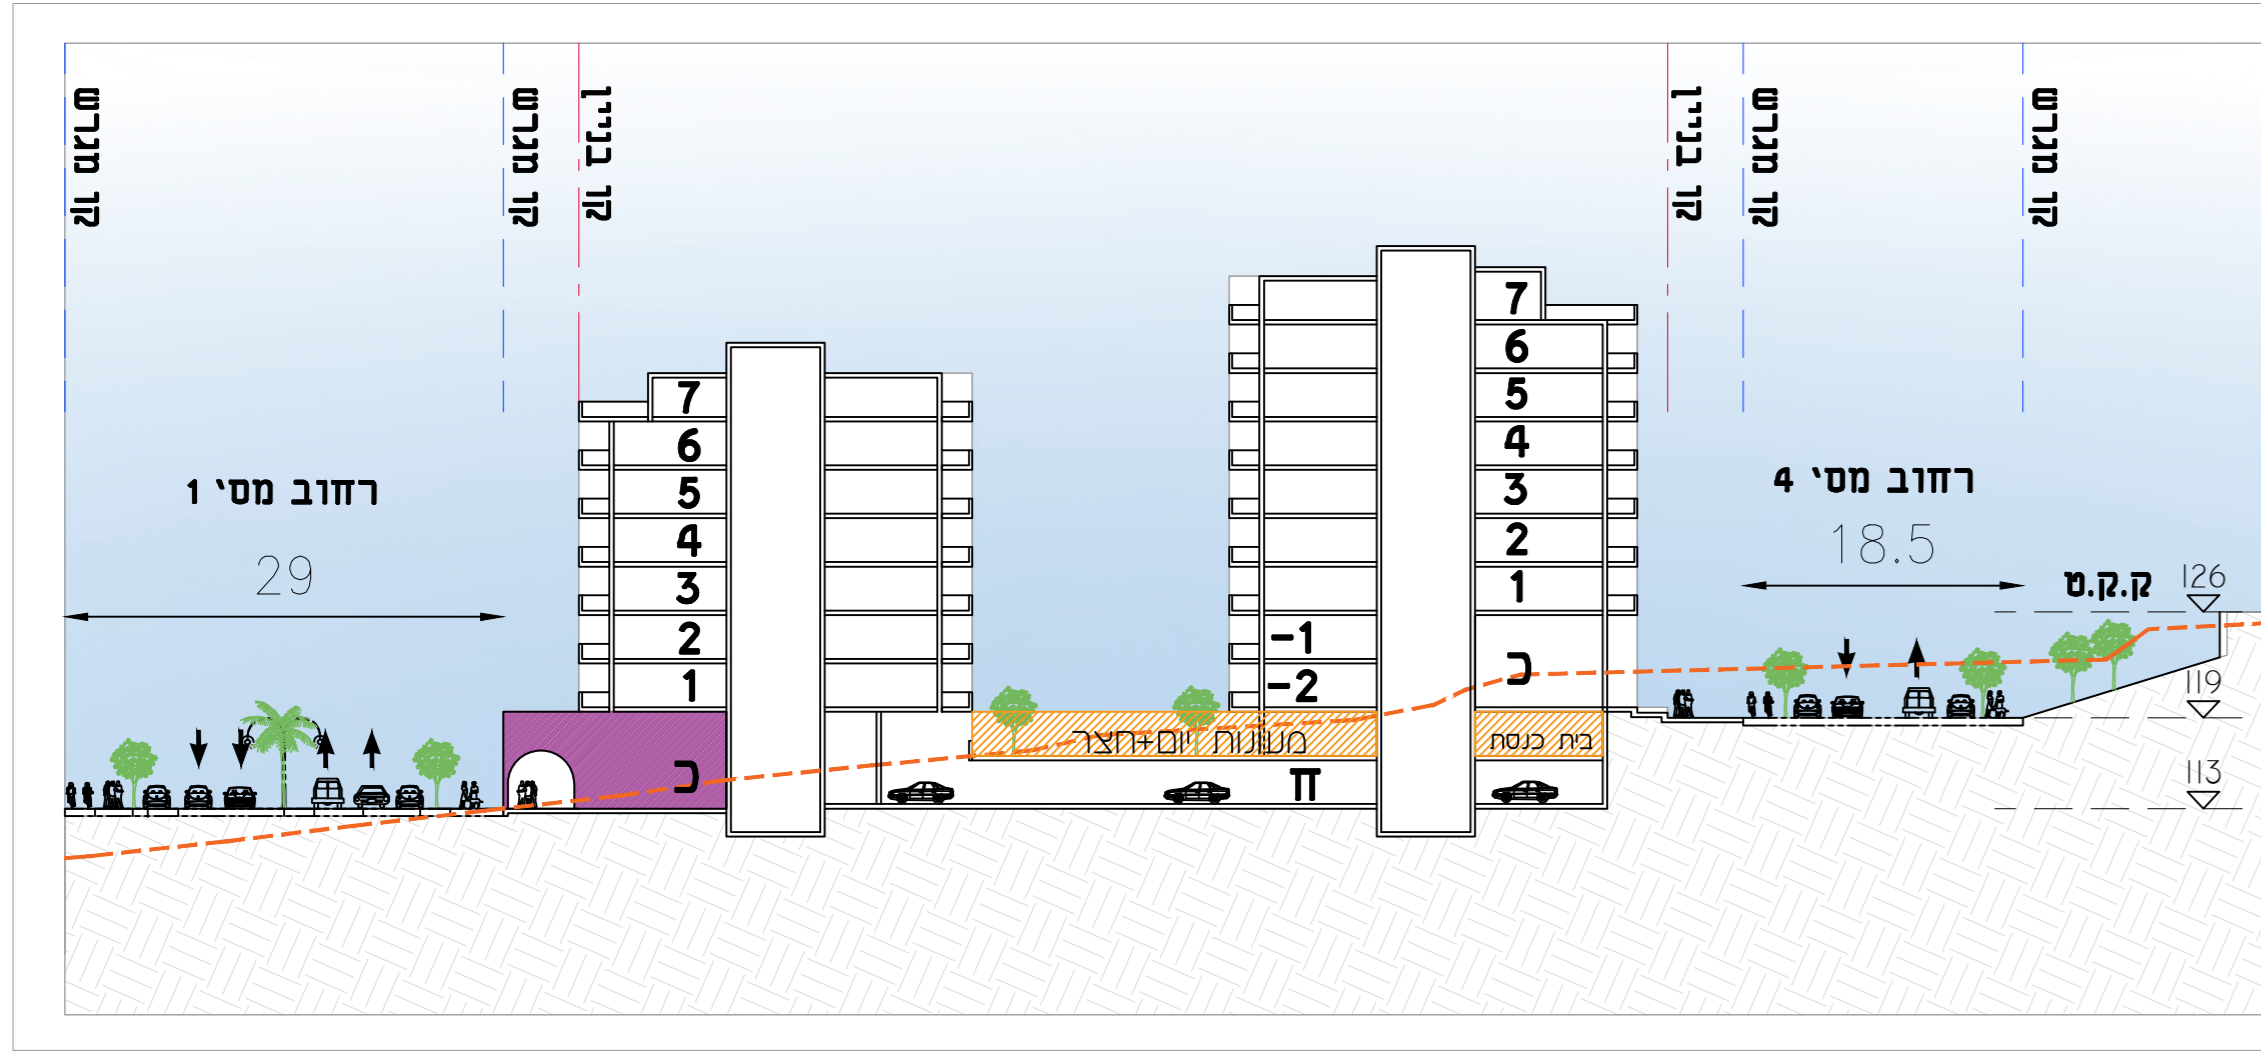 קו מגרש
קו מגרש
קו בניין
קו בניין
קו מגרש
קו מגרש
רחוב מס' 1
29
7
6
5
4
3
2
1
כ
7
6
5
4
3
2
1
כ
-1
-2
מעונות יום+חצר
בית כנסת
П
רחוב מס' 4
18.5
ק.ק.ט
126
119
113